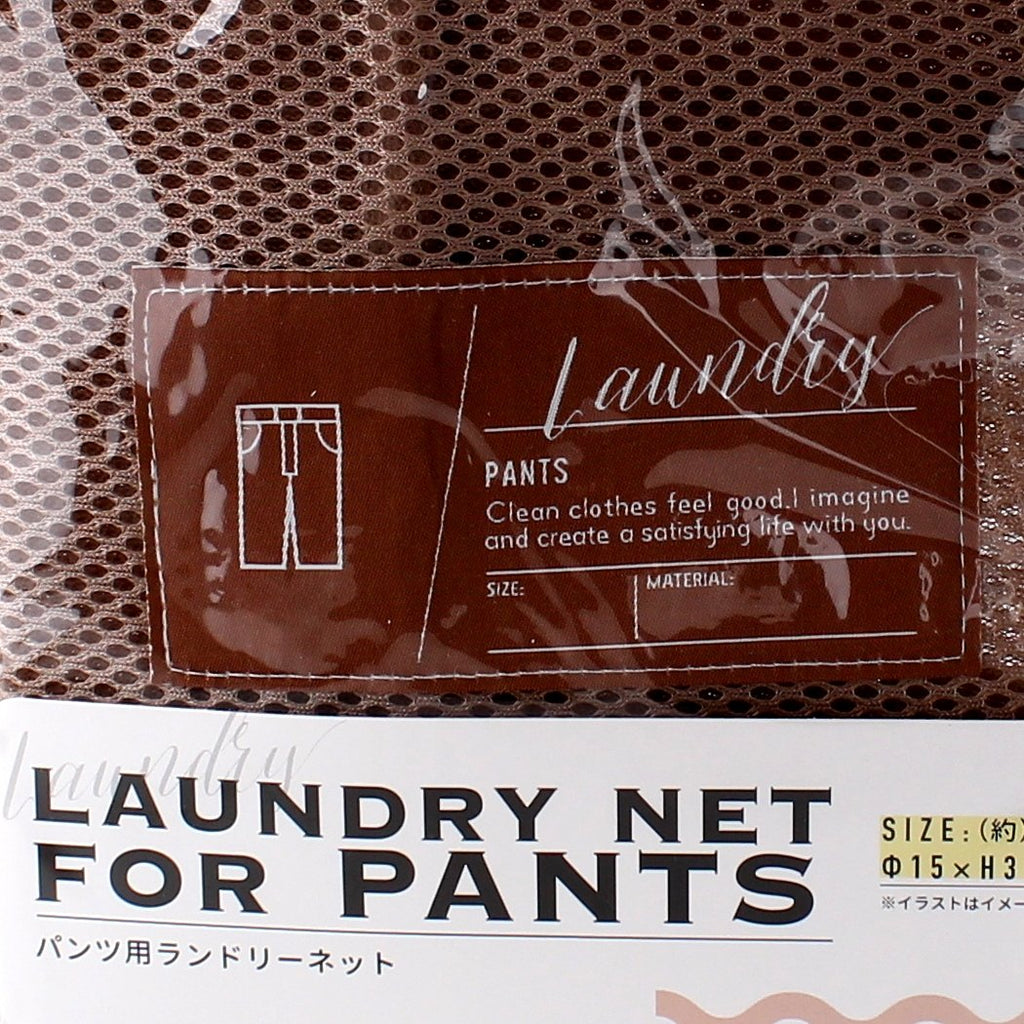 Laundry
PANTS
Clean clothes feel good.I imagine
and create a satisfying life with you.
SIZE:
MATERIAL:
Laundry
LAUNDRY NET
FOR PANTS
パンツ用ランドリーネット
SIZE:(約)
Φ15×H3
※イラストはイメー